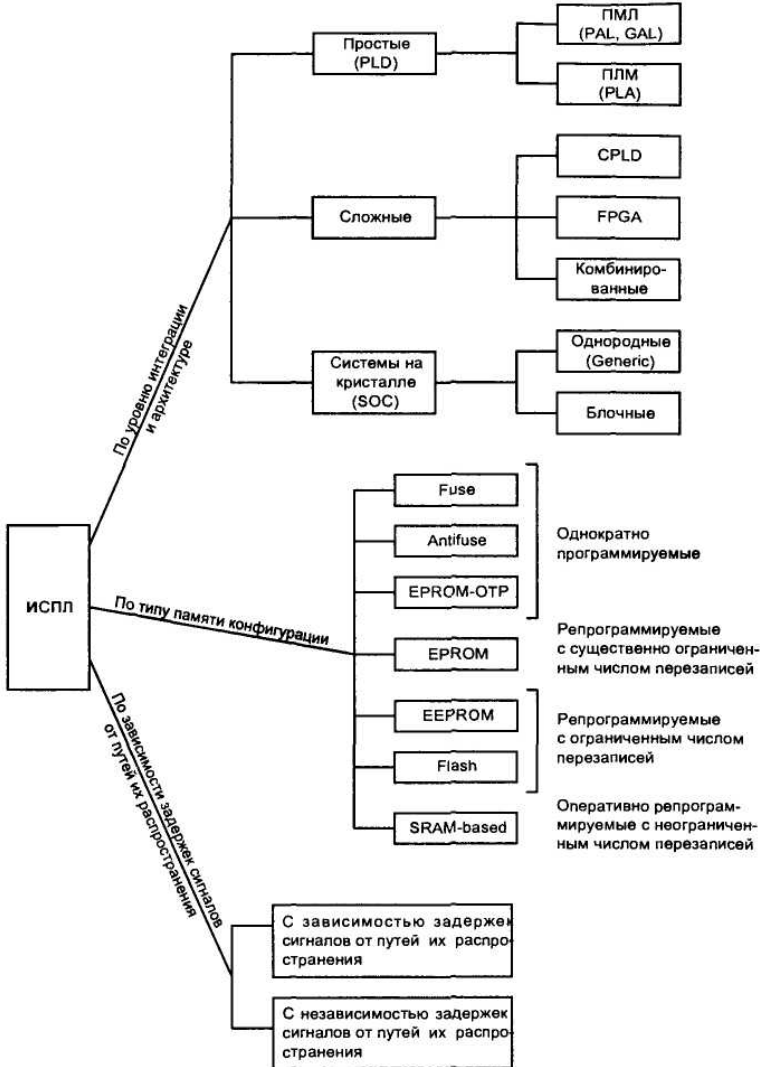 ПМЛ
(PAL, GAL)
Простые
(PLD)
ПЛМ
(PLA)
CPLD
Сложные
FPGA
Комбиниро-
ванные
По уровню интеграции
и архитектуре
Однородные
(Generic)
Системы на
кристалле
(SOC)
Блочные
Fuse
Antifuse
EPROM-OTP
Однократно
программируемые
ИСПЛ
По типу памяти конфигурации
EPROM
Репрограммируемые
с существенно ограничен-
ным числом перезаписей
EEPROM
Flash
Репрограммируемые
с ограниченным числом
перезаписей
SRAM-based
Оперативно репрограм-
мируемые с неограничен-
ным числом перезаписей
По зависимости задержек сигналов
от путей их распространения
С зависимостью задержек
сигналов от путей их распро-
странения
С независимостью задержек
сигналов от путей их распро-
странения